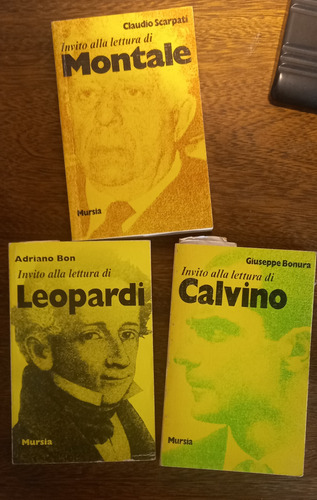 Claudio Scarpati
Invito alla lettura di
Montale
Mursia
Adriano Bon
Invito alla lettura di
Leopardi
Mursia
Giuseppe Bonura
Invito alla lettura di
Calvino
Mursia